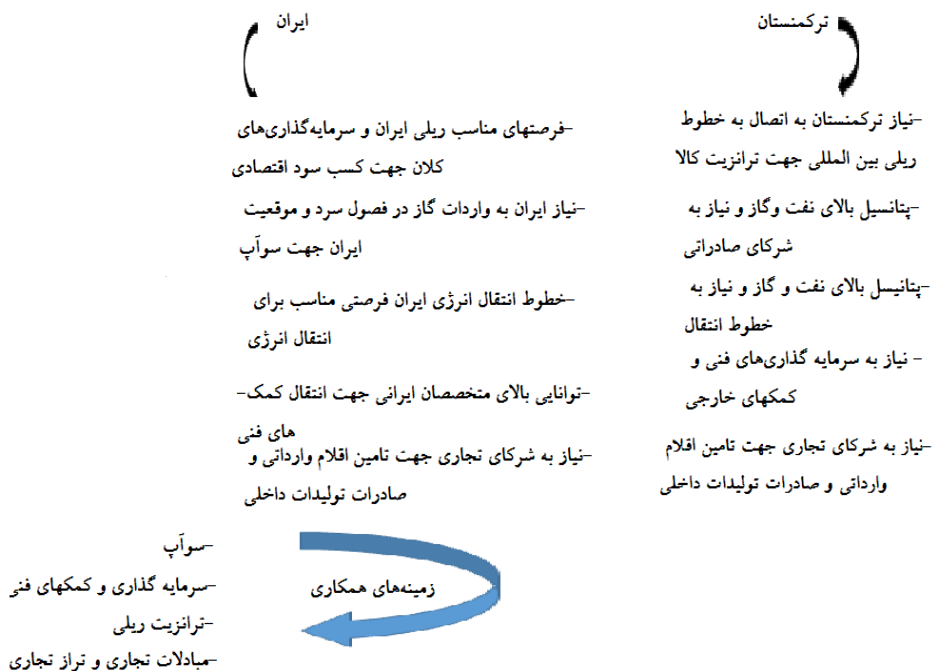 ترکمنستان
-نیاز ترکمنستان به اتصال به خطوط
ریلی بین المللی جهت ترانزیت کالا
-پتانسیل بالای نفت وگاز و نیاز به
شرکای صادراتی
-پتانیسل بالای نفت و گاز و نیاز به
خطوط انتقال
- نیاز به سرمایه گذاری‌های فنی و
کمکهای خارجی
-نیاز به شرکای تجاری جهت تامین اقلام
وارداتی و صادرات تولیدات داخلی
ایران
-فرصتهای مناسب ریلی ایران و سرمایه‌گذاری‌های
کلان جهت کسب سود اقتصادی
-نیاز ایران به واردات گاز در فصول سرد و موقعیت
ایران جهت سوآپ
-خطوط انتقال انرژی ایران فرصتی مناسب برای
انتقال انرژی
-توانایی بالای متخصصان ایرانی جهت انتقال کمک-
های فنی
-نیاز به شرکای تجاری جهت تامین اقلام وارداتی و
صادرات تولیدات داخلی
زمینه‌های همکاری
-سوآپ
-سرمایه گذاری و کمکهای فنی
-ترانزیت ریلی
-مبادلات تجاری و تراز تجاری